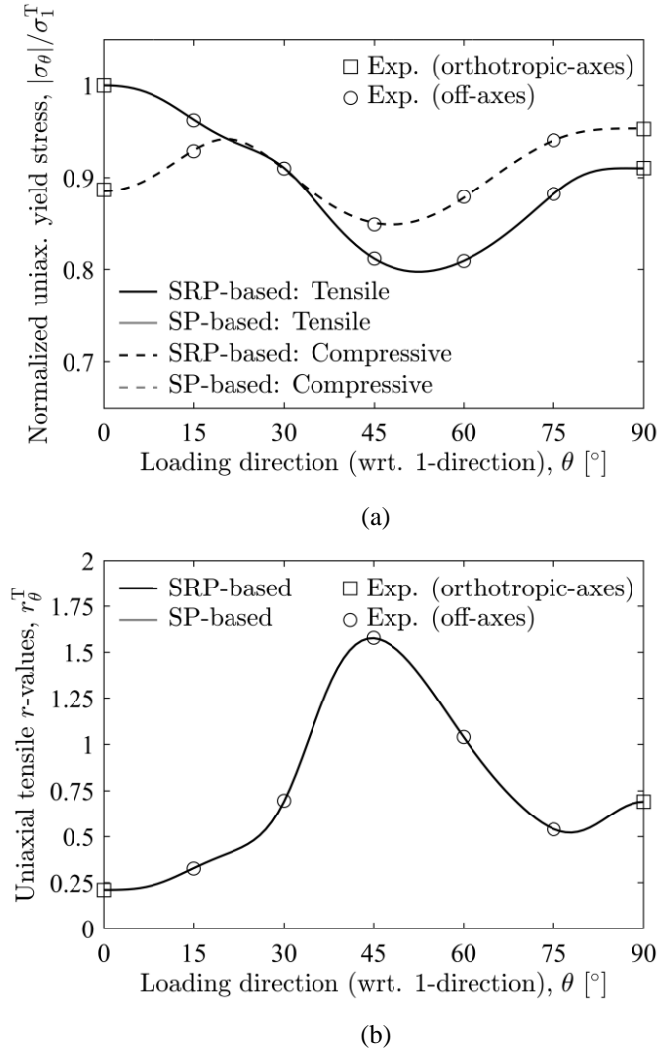 Normalized uniax. yield stress, |σ_θ|/σ_1^T
1
0.9
0.8
0.7
Exp. (orthotropic-axes)
Exp. (off-axes)
SRP-based: Tensile
SP-based: Tensile
SRP-based: Compressive
SP-based: Compressive
0 15 30 45 60 75 90
Loading direction (wrt. 1-direction), θ [°]
(a)
Uniaxial tensile r-values, r_θ^T
2
1.75
1.5
1.25
1
0.75
0.5
0.25
0
SRP-based
SP-based
Exp. (orthotropic-axes)
Exp. (off-axes)
0 15 30 45 60 75 90
Loading direction (wrt. 1-direction), θ [°]
(b)